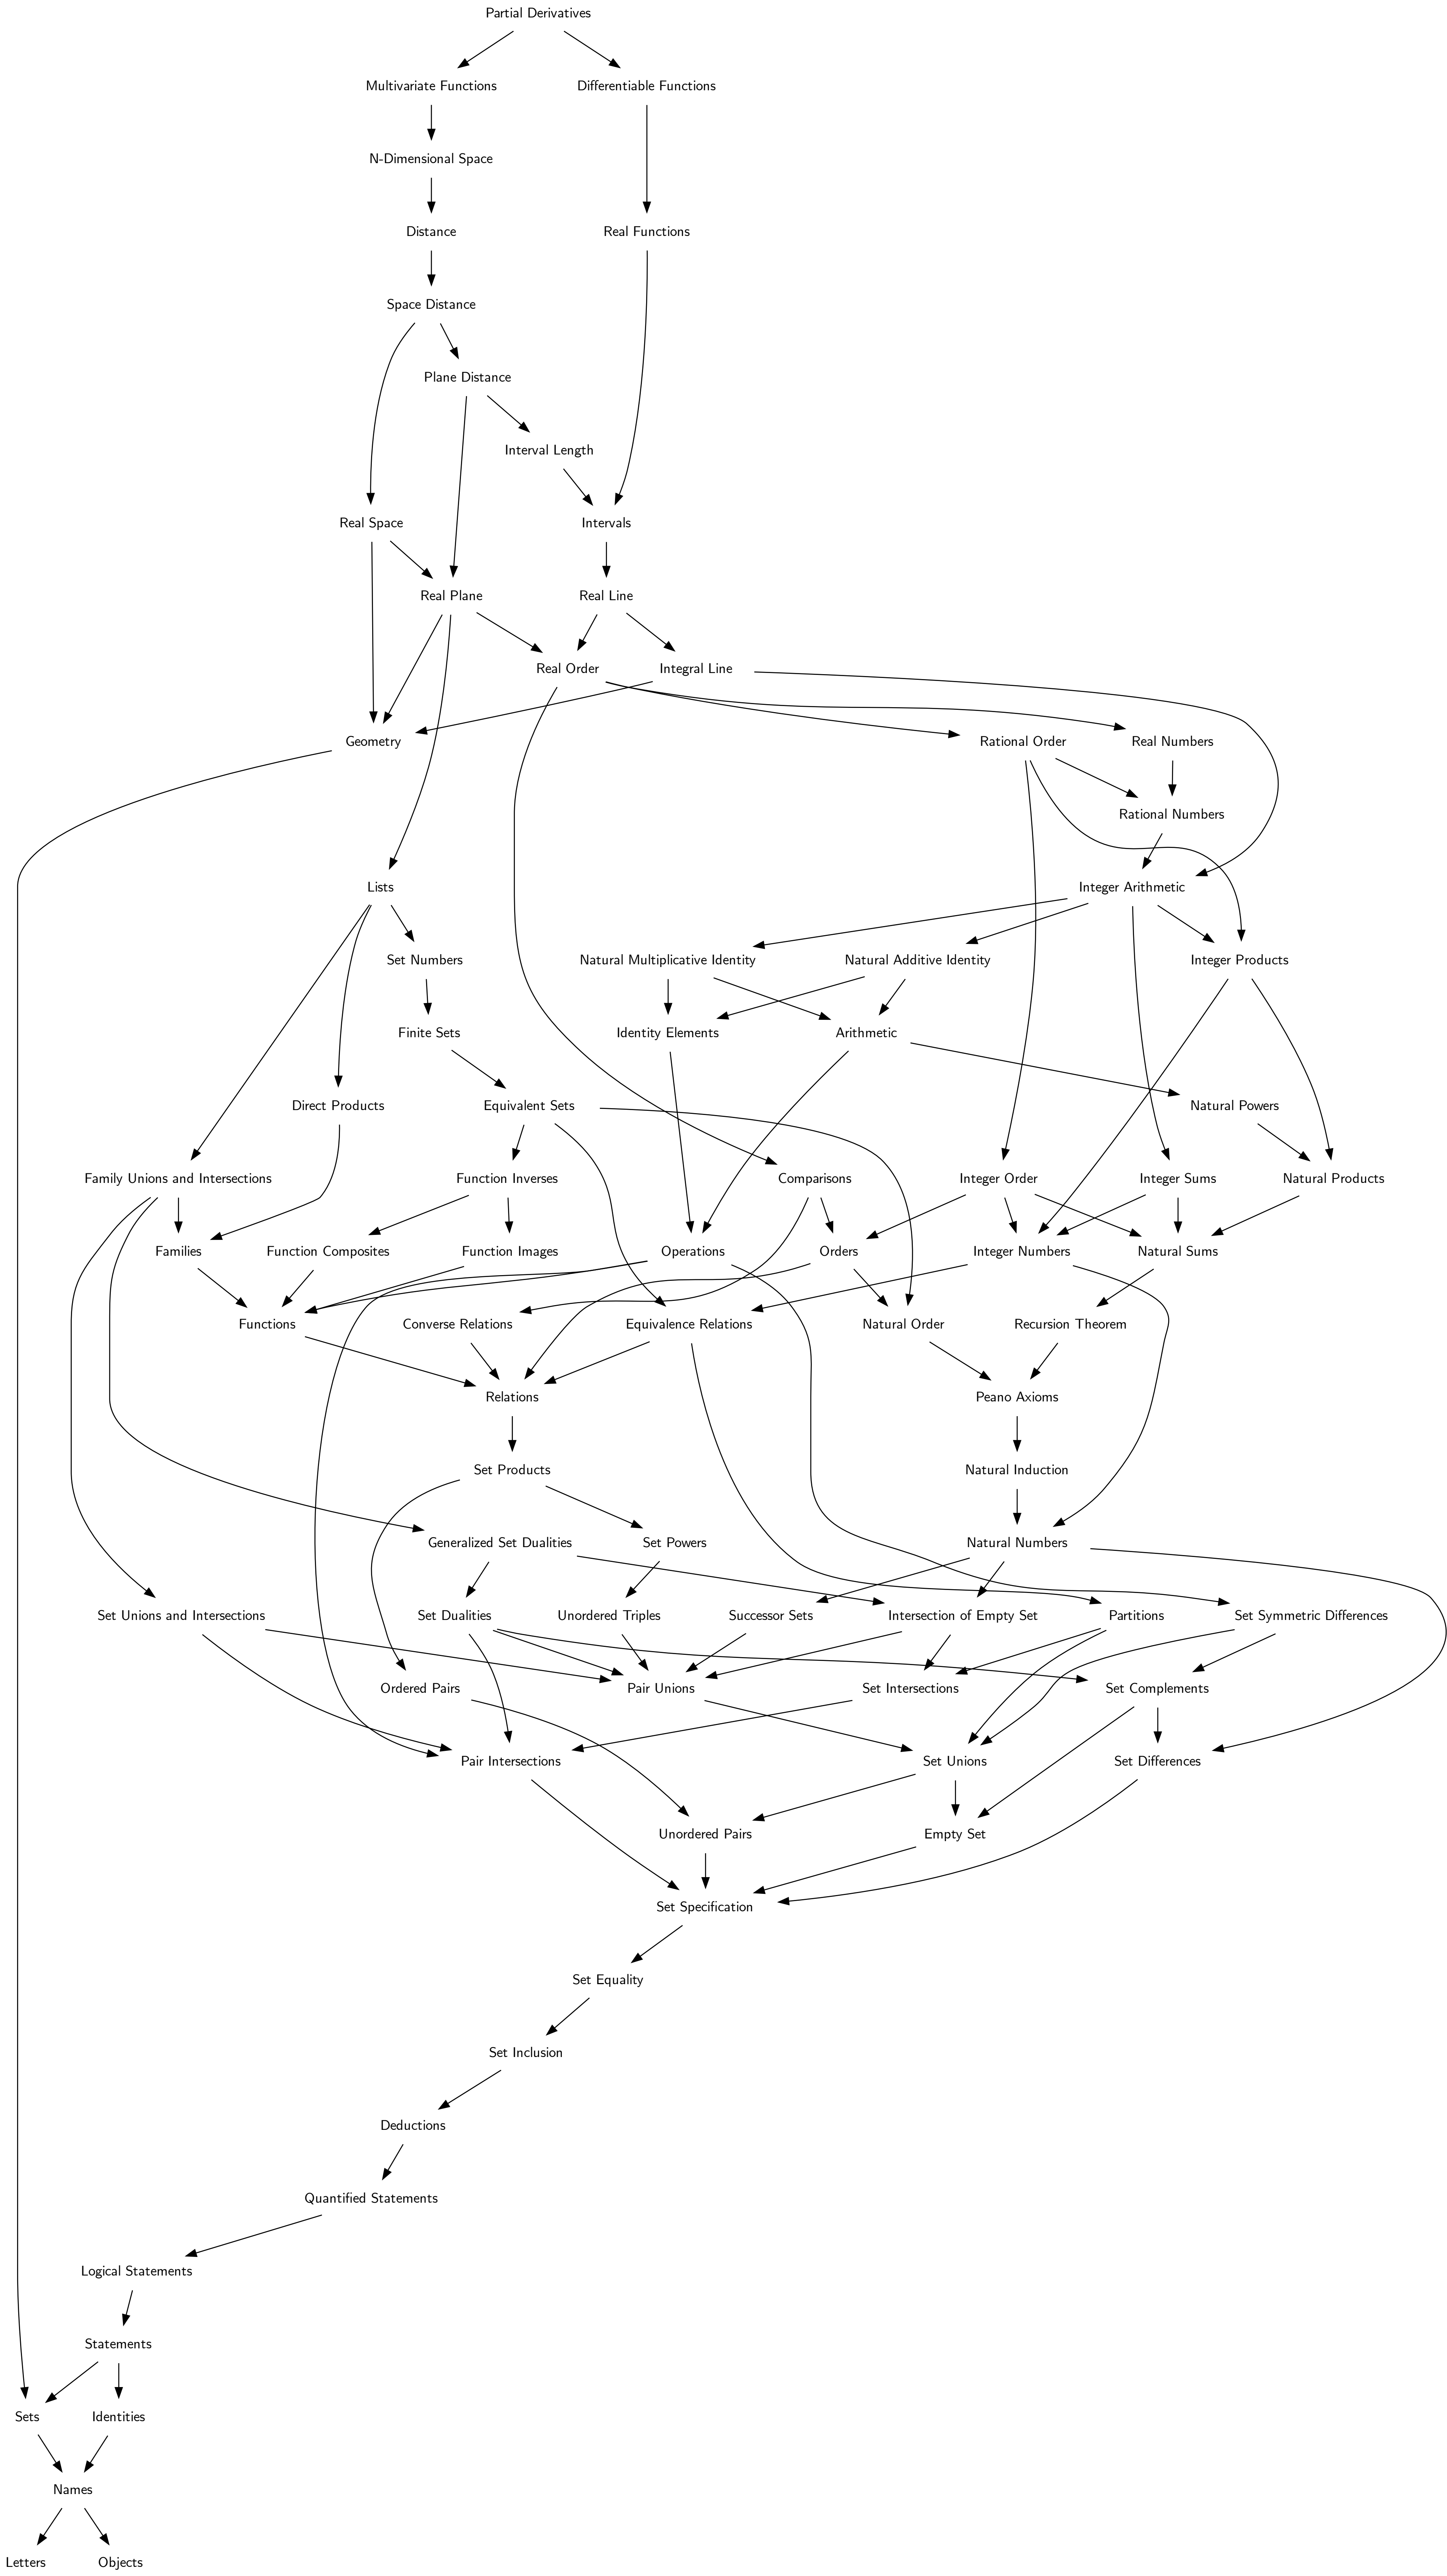 Partial Derivatives
Multivariate Functions
Differentiable Functions
N-Dimensional Space
Distance
Real Functions
Space Distance
Plane Distance
Interval Length
Real Space
Intervals
Real Plane
Real Line
Real Order
Integral Line
Geometry
Rational Order
Real Numbers
Rational Numbers
Lists
Integer Arithmetic
Set Numbers
Natural Multiplicative Identity
Natural Additive Identity
Integer Products
Finite Sets
Identity Elements
Arithmetic
Direct Products
Equivalent Sets
Natural Powers
Family Unions and Intersections
Function Inverses
Comparisons
Integer Order
Integer Sums
Natural Products
Families
Function Composites
Function Images
Operations
Orders
Integer Numbers
Natural Sums
Functions
Converse Relations
Equivalence Relations
Natural Order
Recursion Theorem
Relations
Peano Axioms
Set Products
Natural Induction
Generalized Set Dualities
Set Powers
Natural Numbers
Set Unions and Intersections
Set Dualities
Unordered Triples
Successor Sets
Intersection of Empty Set
Partitions
Set Symmetric Differences
Ordered Pairs
Pair Unions
Set Intersections
Set Complements
Pair Intersections
Set Unions
Set Differences
Unordered Pairs
Empty Set
Set Specification
Set Equality
Set Inclusion
Deductions
Quantified Statements
Logical Statements
Statements
Sets
Identities
Names
Letters
Objects